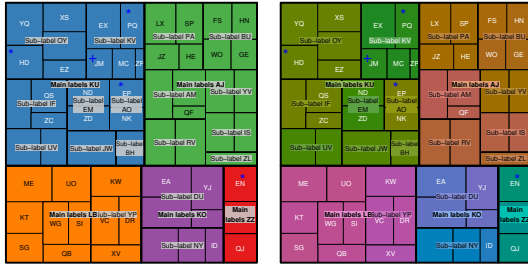 YQ
XS
EX
PQ
Sub-label OY
Sub-label KV
HD
EZ
JM
MC
ZP
Main labels KU
QS
ND
EP
Sub-label IF
Sub-label EM
Sub-label AO
ZC
ZD
NK
Sub-label UV
Sub-label JW
Sub-label BH
LX
SP
FS
HN
Sub-label PA
Sub-label BU
JZ
HE
WO
GE
Main labels AJ
Sub-label AM
Sub-label YV
QF
Sub-label IS
Sub-label RV
Sub-label ZL
ME
UO
KW
KT
Main labels LB
Sub-label YP
WG
SI
VC
DR
SG
QB
XV
EA
YJ
Sub-label DU
Main labels KO
Sub-label NY
ID
EN
Main labels ZZ
QJ
YQ
XS
EX
PQ
Sub-label OY
Sub-label KV
HD
EZ
JM
MC
ZP
Main labels KU
QS
ND
EP
Sub-label IF
Sub-label EM
Sub-label AO
ZC
ZD
NK
Sub-label UV
Sub-label JW
Sub-label BH
LX
SP
FS
HN
Sub-label PA
Sub-label BU
JZ
HE
WO
GE
Main labels AJ
Sub-label AM
Sub-label YV
QF
Sub-label IS
Sub-label RV
Sub-label ZL
ME
UO
KW
KT
Main labels LB
Sub-label YP
WG
SI
VC
DR
SG
QB
XV
EA
YJ
Sub-label DU
Main labels KO
Sub-label NY
ID
EN
Main labels ZZ
QJ